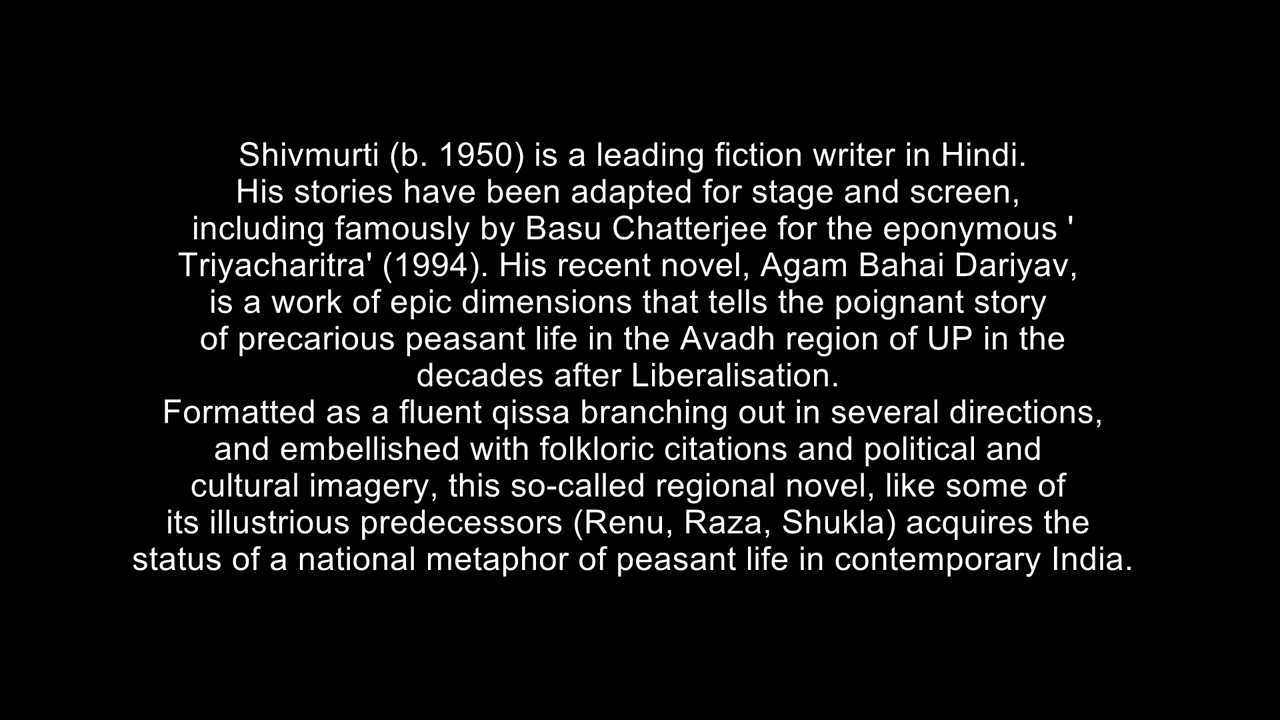 Shivmurti (b. 1950) is a leading fiction writer in Hindi.
His stories have been adapted for stage and screen,
including famously by Basu Chatterjee for the eponymous '
Triyacharitra' (1994). His recent novel, Agam Bahai Dariyav,
is a work of epic dimensions that tells the poignant story
of precarious peasant life in the Avadh region of UP in the
decades after Liberalisation.
Formatted as a fluent qissa branching out in several directions,
and embellished with folkloric citations and political and
cultural imagery, this so-called regional novel, like some of
its illustrious predecessors (Renu, Raza, Shukla) acquires the
status of a national metaphor of peasant life in contemporary India.